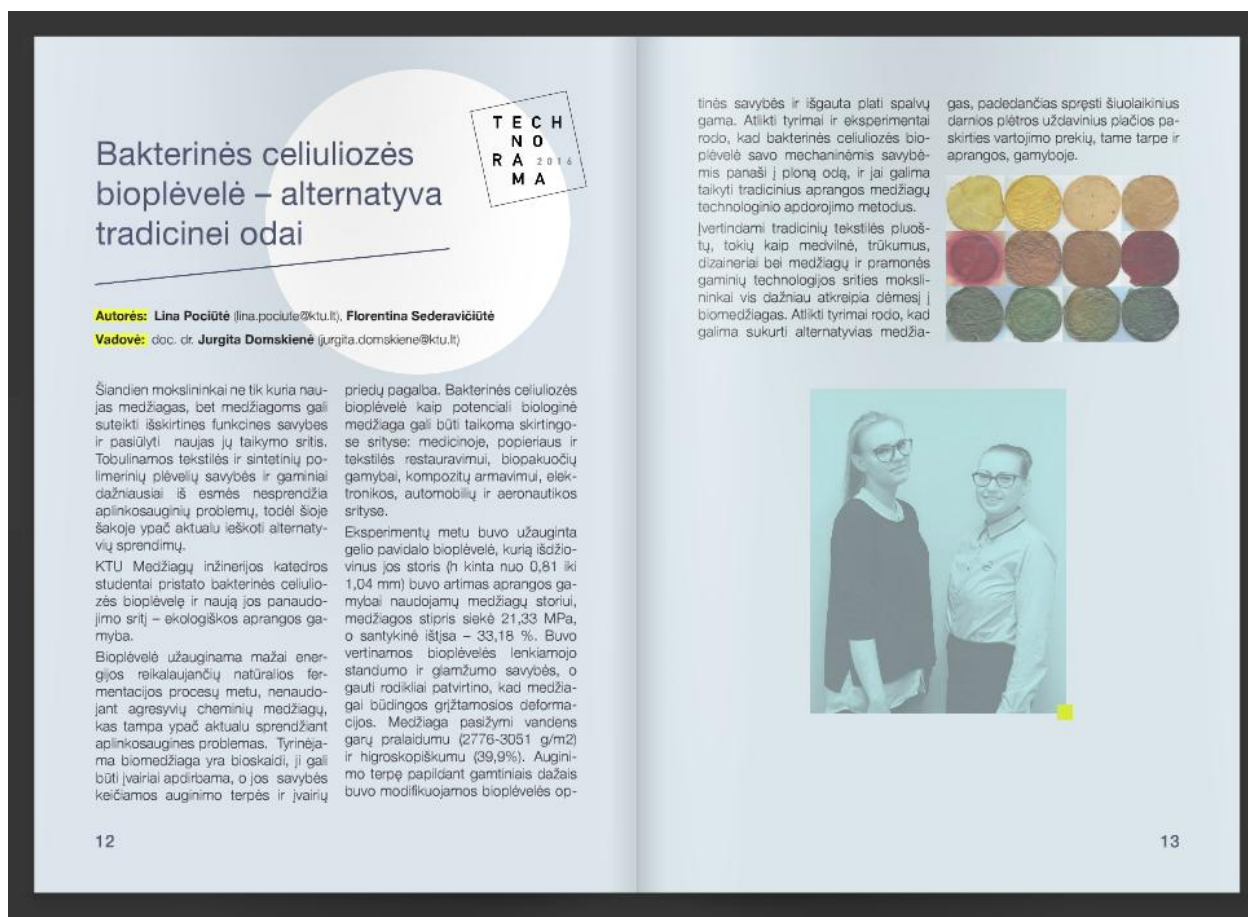 Bakterinės celiuliozės
bioplėvelė – alternatyva
tradicinei odai
TECH
NO
RA 2016
MA
Autorės: Lina Pociūtė (lina.pociute@ktu.lt), Florentina Sederavičiūtė
Vadovė: doc. dr. Jurgita Domskienė (jurgita.domskiene@ktu.lt)
Šiandien mokslininkai ne tik kuria nau-
jas medžiagas, bet medžiagoms gali
suteikti išskirtines funkcines savybes
ir pasiūlyti naujas jų taikymo sritis.
Tobulinamos tekstilės ir sintetinių po-
limerinių plėvelių savybės ir gaminiai
dažniausiai iš esmės nesprendžia
aplinkosauginių problemų, todėl šioje
šakoje ypač aktualu ieškoti alternaty-
vių sprendimų.
KTU Medžiagų inžinerijos katedros
studentai pristato bakterinės celiulio-
zės bioplėvelę ir naują jos panaudo-
jimo sritį – ekologiškos aprangos ga-
myba.
Bioplėvelė užauginama mažai ener-
gijos reikalaujančių natūralios fer-
mentacijos procesų metu, nenaudo-
jant agresyvių cheminių medžiagų,
kas tampa ypač aktualu sprendžiant
aplinkosaugines problemas. Tyrinėja-
ma biomedžiaga yra bioskaidi, ji gali
būti įvairiai apdirbama, o jos savybės
keičiamos auginimo terpės ir įvairių
priedų pagalba. Bakterinės celiuliozės
bioplėvelė kaip potenciali biologinė
medžiaga gali būti taikoma skirtingo-
se srityse: medicinoje, popieriaus ir
tekstilės restauravimui, biopakuočių
gamybai, kompozitų armavimui, elek-
tronikos, automobilių ir aeronautikos
srityse.
Eksperimentų metu buvo užauginta
gelio pavidalo bioplėvelė, kurią išdžio-
vinus jos storis (h kinta nuo 0,81 iki
1,04 mm) buvo artimas aprangos ga-
mybai naudojamų medžiagų storiui,
medžiagos stipris siekė 21,33 MPa,
o santykinė ištįsa – 33,18 %. Buvo
vertinamos bioplėvelės lenkiamojo
standumo ir glamžumo savybės, o
gauti rodikliai patvirtino, kad medžia-
gai būdingos grįžtamosios deforma-
cijos. Medžiaga pasižymi vandens
garų pralaidumu (2776-3051 g/m2)
ir higroskopiškumu (39,9%). Augini-
mo terpę papildant gamtiniais dažais
buvo modifikuojamos bioplėvelės op-
12
tinės savybės ir išgauta plati spalvų
gama. Atlikti tyrimai ir eksperimentai
rodo, kad bakterinės celiuliozės bio-
plėvelė savo mechaninėmis savybė-
mis panaši į ploną odą, ir jai galima
taikyti tradicinius aprangos medžiagų
technologinio apdorojimo metodus.
Įvertindami tradicinių tekstilės pluoš-
tų, tokių kaip medvilnė, trūkumus,
dizaineriai bei medžiagų ir pramonės
gaminių technologijos srities moksli-
ninkai vis dažniau atkreipia dėmesį į
biomedžiagas. Atlikti tyrimai rodo, kad
galima sukurti alternatyvias medžia-
gas, padedančias spręsti šiuolaikinius
darnios plėtros uždavinius plačios pa-
skirties vartojimo prekių, tame tarpe ir
aprangos, gamyboje.
13